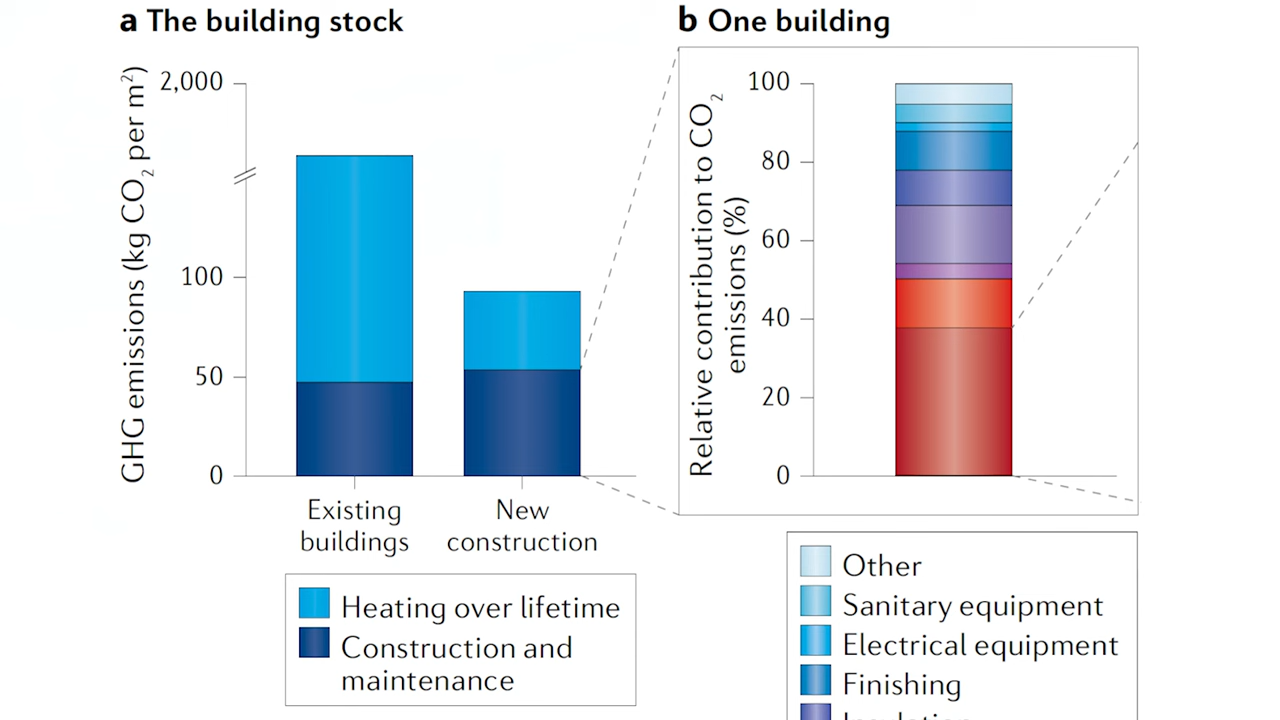 a The building stock
GHG emissions (kg CO2 per m2)
2,000
100
50
0
Existing
buildings
New
construction
Heating over lifetime
Construction and
maintenance
b One building
Relative contribution to CO2
emissions (%)
100
80
60
40
20
0
Other
Sanitary equipment
Electrical equipment
Finishing